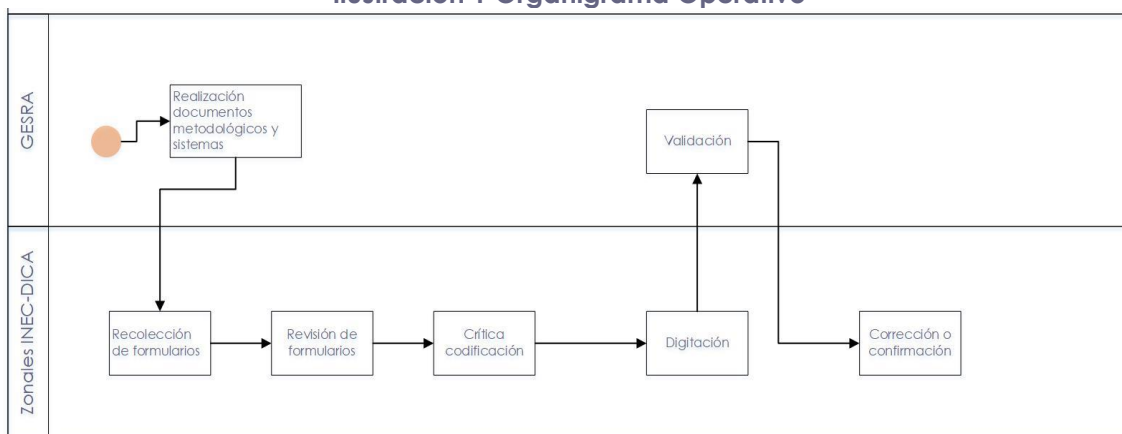 Ilustración 1 Organigrama Operativo
GESRA
Realización
documentos
metodológicos y
sistemas
Validación
Zonales INEC-DICA
Recolección
de formularios
Revisión de
formularios
Crítica
codificación
Digitación
Corrección o
confirmación